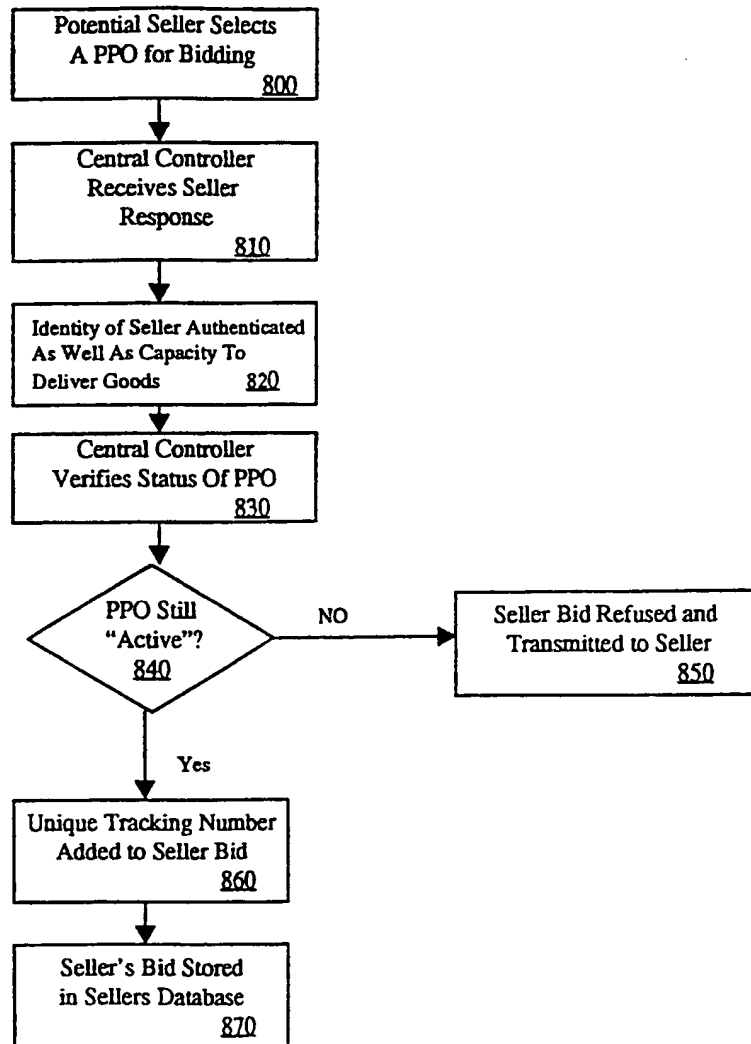 Potential Seller Selects
A PPO for Bidding
800
Central Controller
Receives Seller
Response
810
Identity of Seller Authenticated
As Well As Capacity To
Deliver Goods 820
Central Controller
Verifies Status Of PPO
830
PPO Still
"Active"?
840
NO
Seller Bid Refused and
Transmitted to Seller
850
Yes
Unique Tracking Number
Added to Seller Bid
860
Seller's Bid Stored
in Sellers Database
870